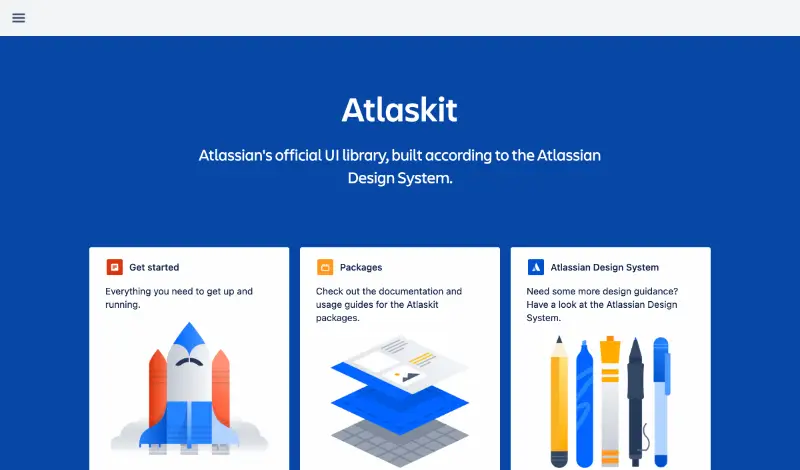 Atlaskit
Atlassian's official UI library, built according to the Atlassian
Design System.
Get started
Everything you need to get up and
running.
Packages
Check out the documentation and
usage guides for the Atlaskit
packages.
Atlassian Design System
Need some more design guidance?
Have a look at the Atlassian Design
System.